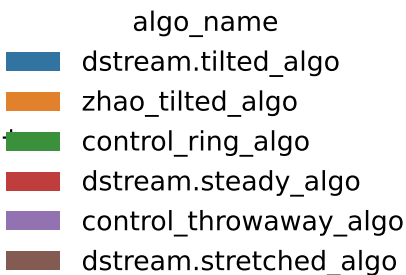 algo_name
dstream.tilted_algo
zhao_tilted_algo
control_ring_algo
dstream.steady_algo
control_throwaway_algo
dstream.stretched_algo